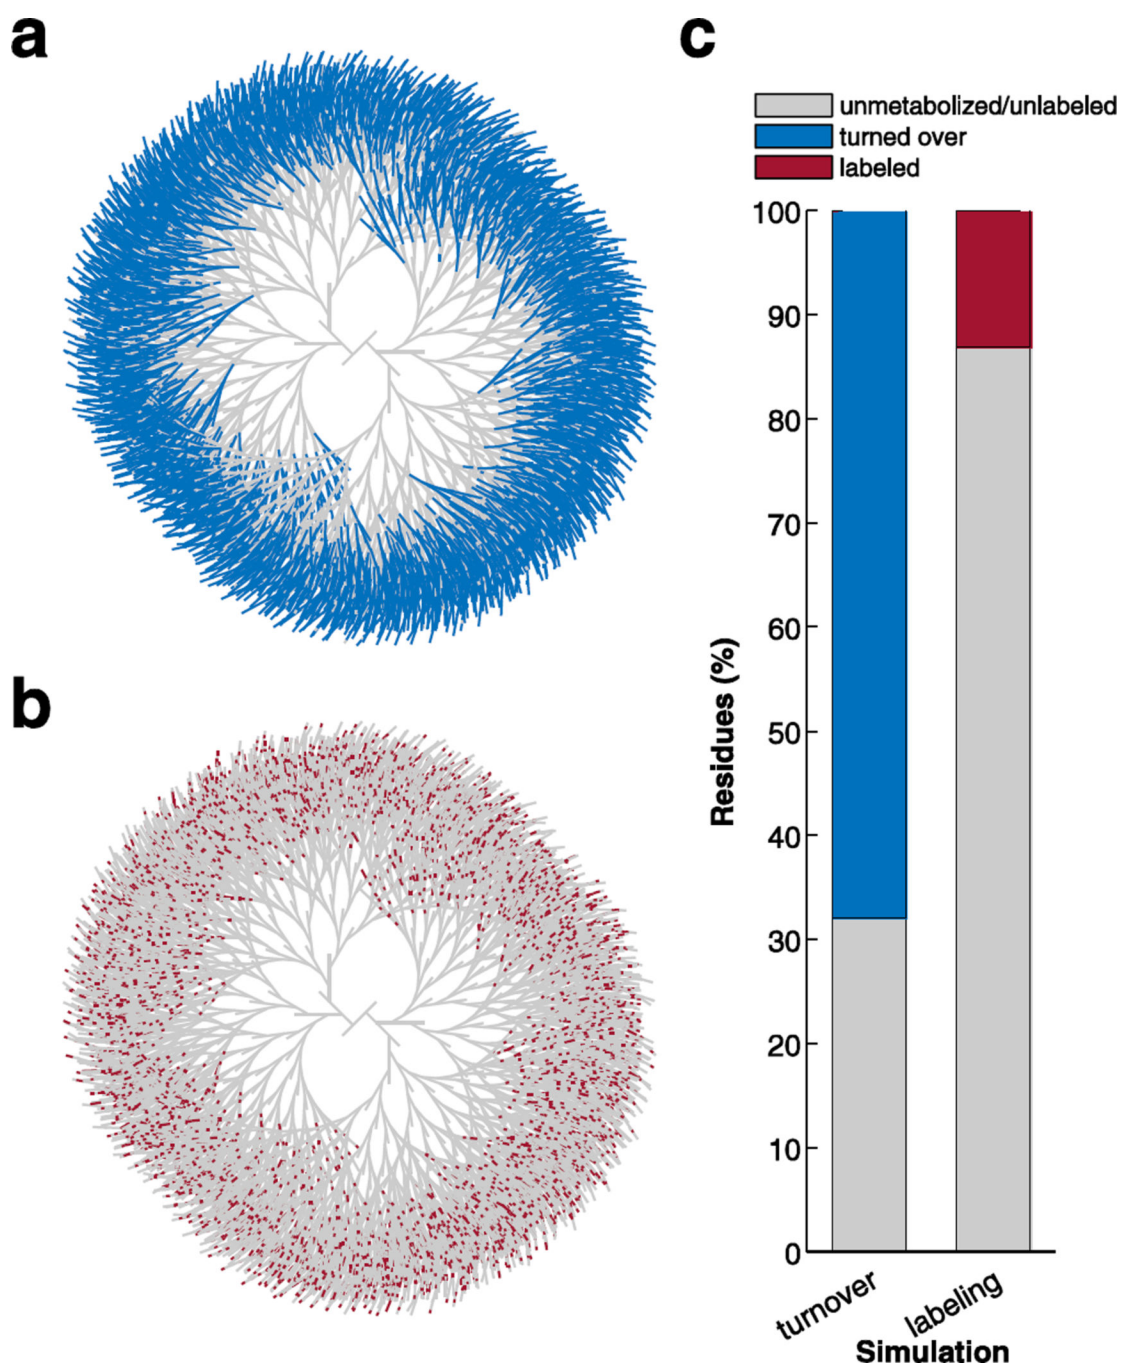 a
c
unmetabolized/unlabeled
turned over
labeled
100
90
80
70
60
50
40
30
20
10
0
Residues (%)
turnover
labeling
Simulation
b